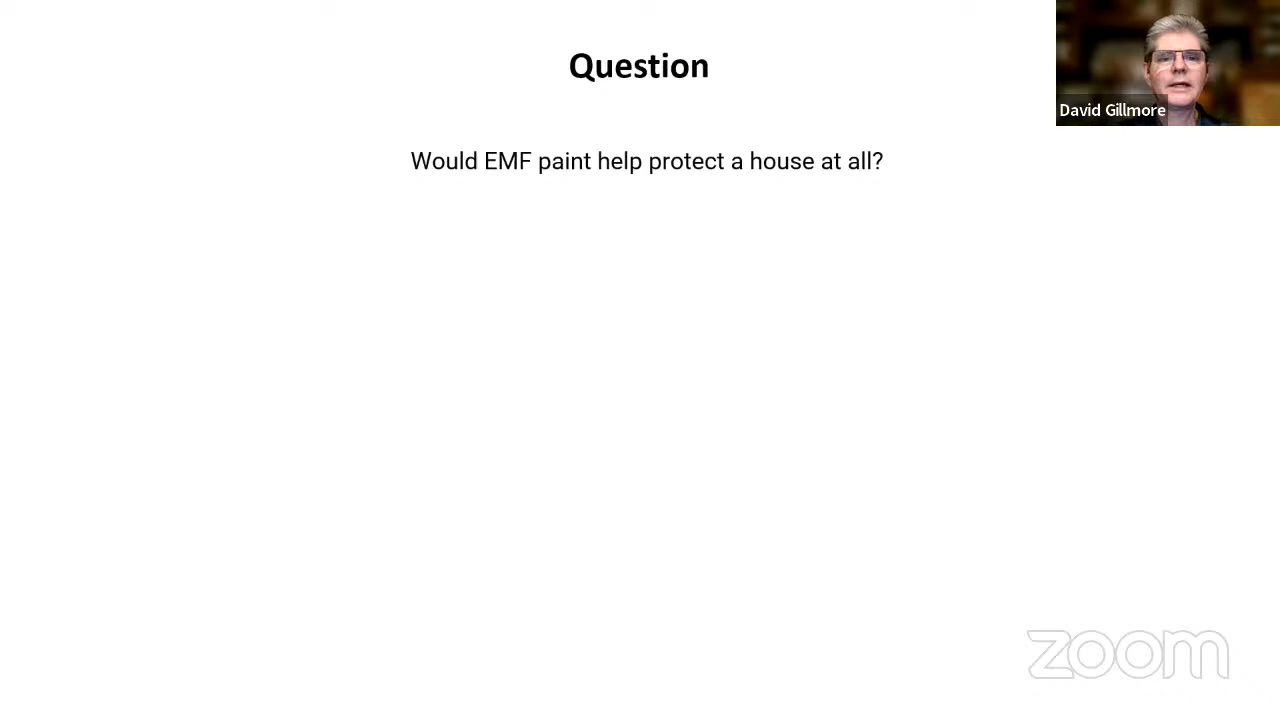 Question
David Gillmore
Would EMF paint help protect a house at all?
zoom